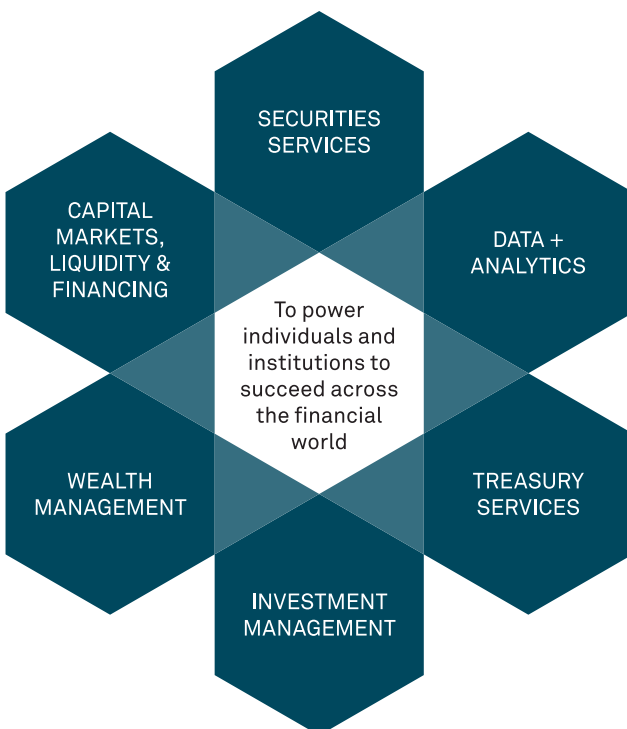 SECURITIES
SERVICES
CAPITAL
MARKETS,
LIQUIDITY &
FINANCING
DATA +
ANALYTICS
To power
individuals and
institutions to
succeed across
the financial
world
WEALTH
MANAGEMENT
TREASURY
SERVICES
INVESTMENT
MANAGEMENT